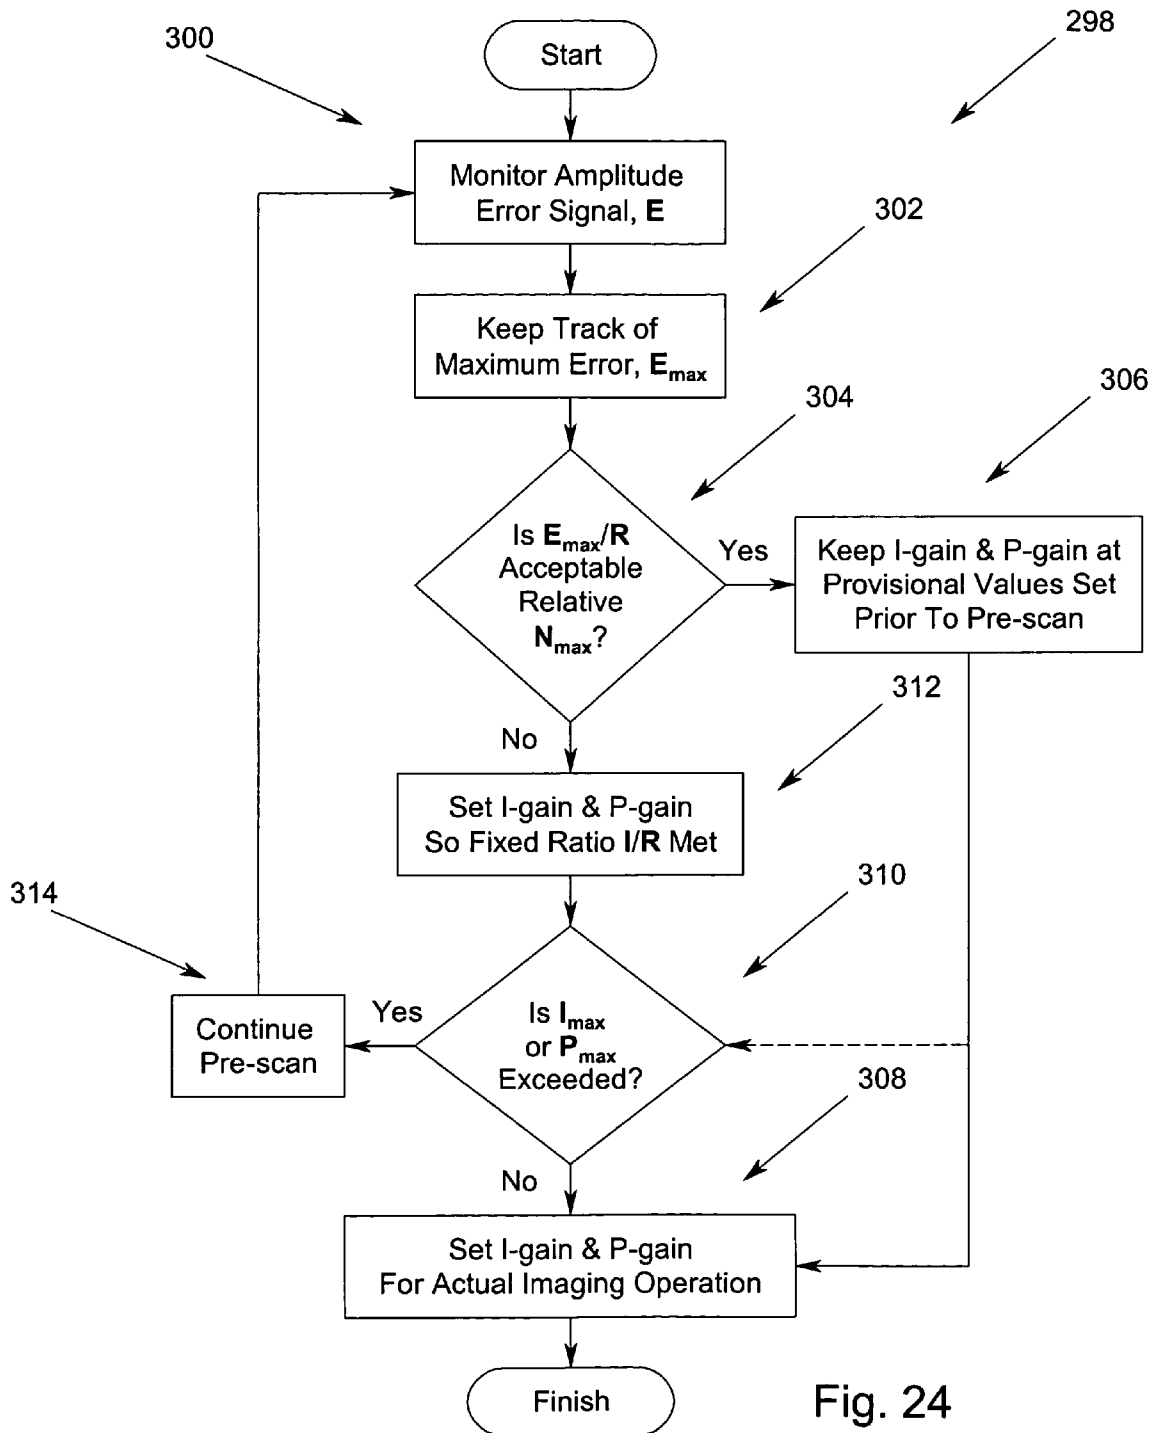 298
300
Start
Monitor Amplitude
Error Signal, E
302
Keep Track of
Maximum Error, Emax
304
306
Is Emax/R
Acceptable
Relative
Nmax?
Yes
Keep I-gain & P-gain at
Provisional Values Set
Prior To Pre-scan
312
No
Set I-gain & P-gain
So Fixed Ratio I/R Met
310
314
Continue
Pre-scan
Yes
Is Imax
or Pmax
Exceeded?
308
No
Set I-gain & P-gain
For Actual Imaging Operation
Finish
Fig. 24